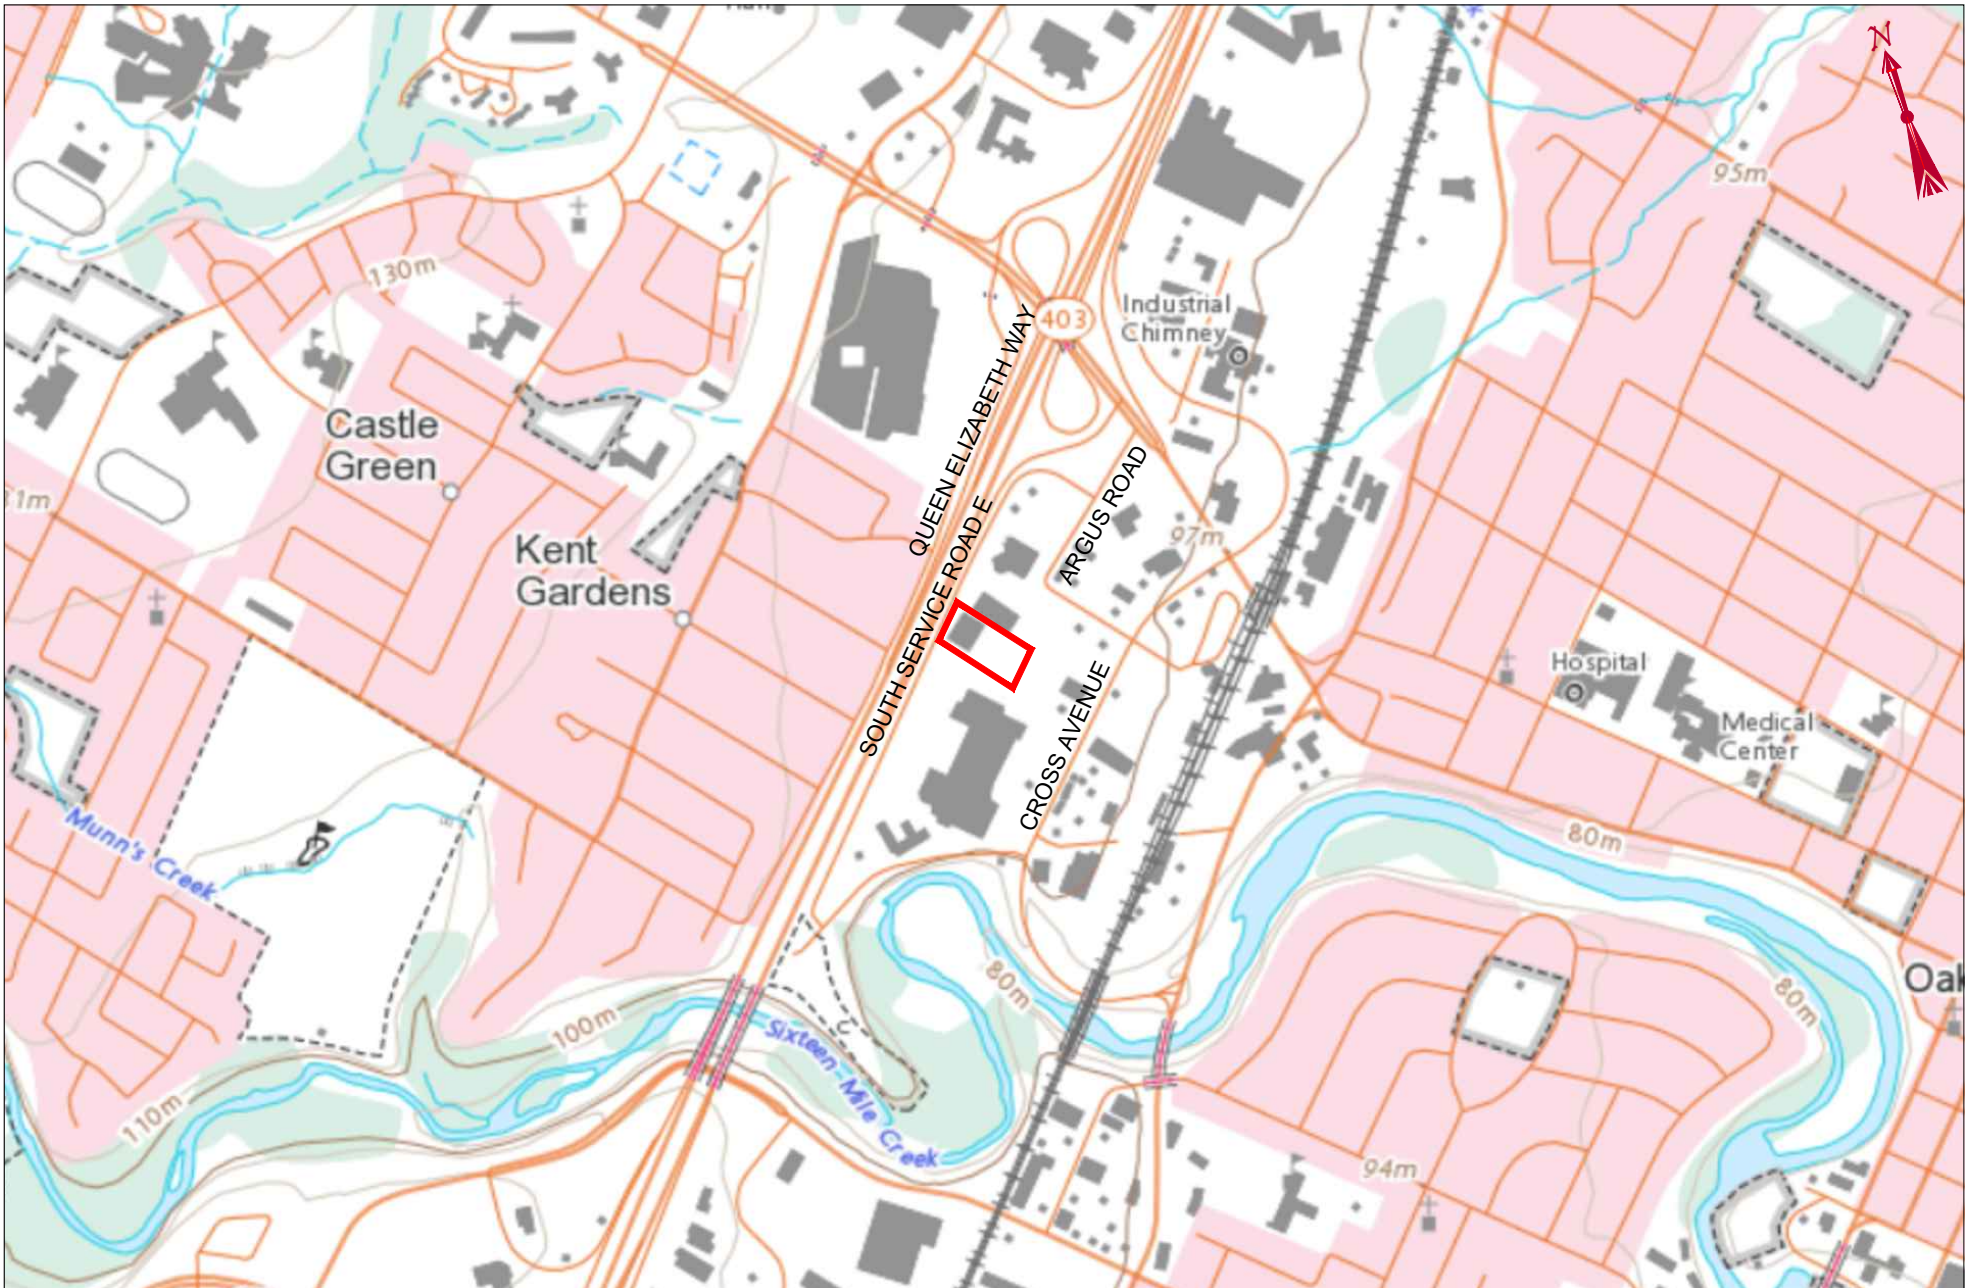 N
95m
130m
403
Industrial
Chimney
QUEEN ELIZABETH WAY
Castle
Green
ARGUS ROAD
1m
SOUTH SERVICE ROAD E
97m
Kent
Gardens
Hospital
CROSS AVENUE
Medical
Center
Munn's Creek
80m
80m
80m
Oak
100m
Sixteen Mile Creek
110m
94m